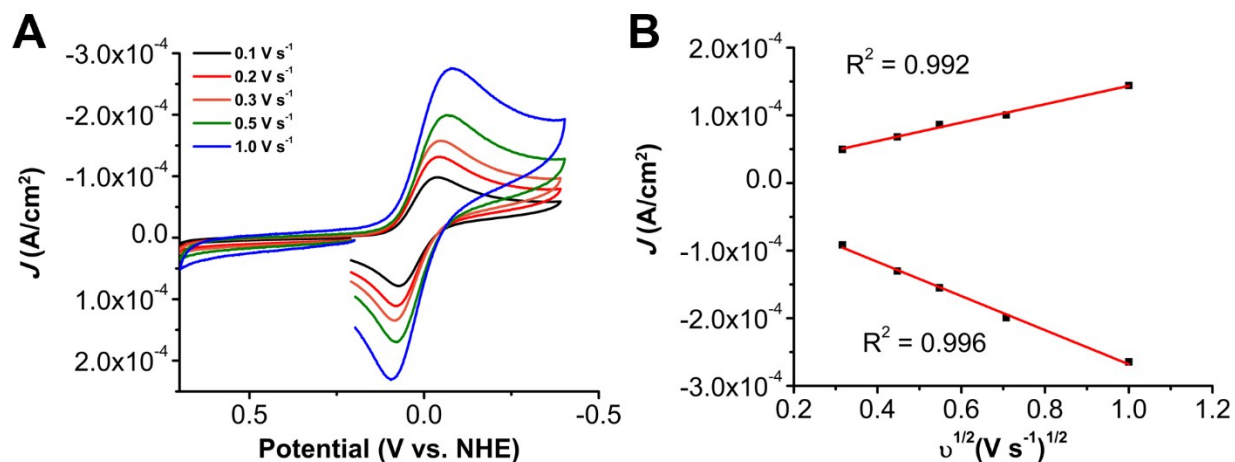 A
-3.0x10⁻⁴
-2.0x10⁻⁴
-1.0x10⁻⁴
0.0
1.0x10⁻⁴
2.0x10⁻⁴
J (A/cm²)
0.1 V s⁻¹
0.2 V s⁻¹
0.3 V s⁻¹
0.5 V s⁻¹
1.0 V s⁻¹
0.5 0.0 -0.5
Potential (V vs. NHE)
B
2.0x10⁻⁴
1.0x10⁻⁴
0.0
-1.0x10⁻⁴
-2.0x10⁻⁴
-3.0x10⁻⁴
J (A/cm²)
R² = 0.992
R² = 0.996
0.2 0.4 0.6 0.8 1.0 1.2
υ¹ᐟ²(V s⁻¹)¹ᐟ²